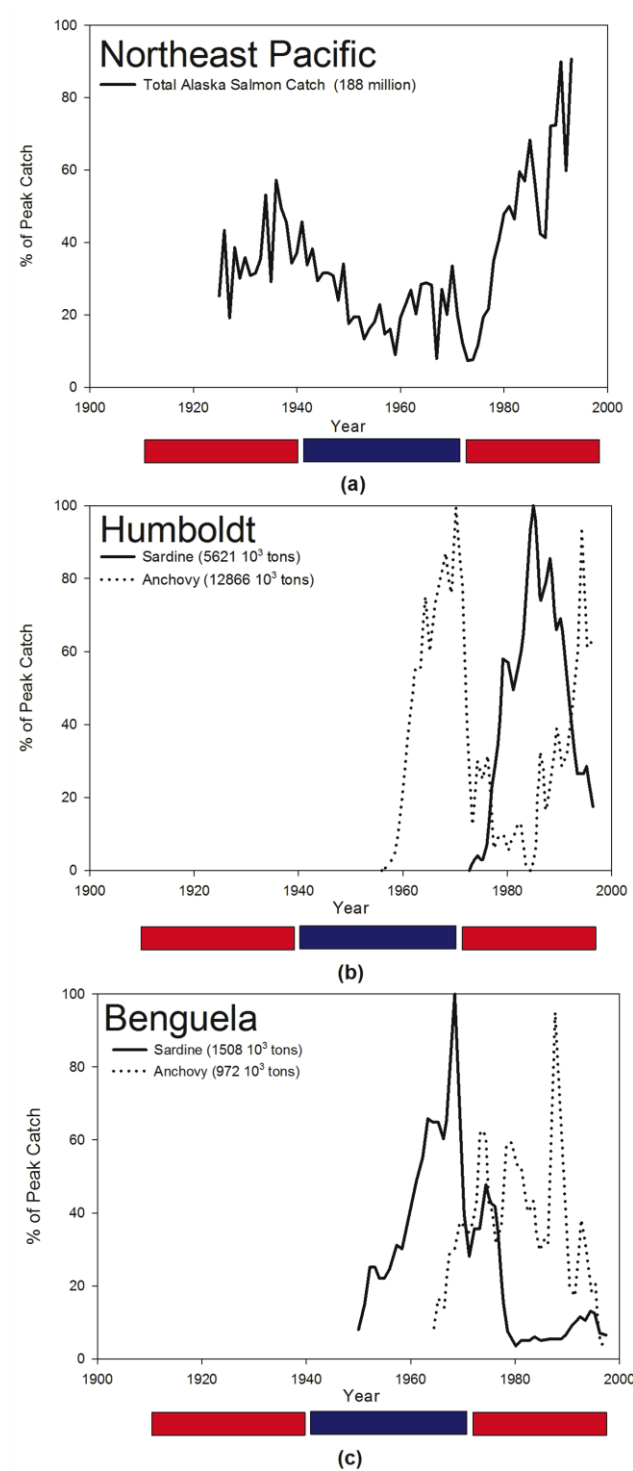 Northeast Pacific
Total Alaska Salmon Catch (188 million)
% of Peak Catch
100
80
60
40
20
0
1900 1920 1940 1960 1980 2000
Year
(a)
Humboldt
Sardine (5621 10³ tons)
Anchovy (12866 10³ tons)
% of Peak Catch
100
80
60
40
20
0
1900 1920 1940 1960 1980 2000
Year
(b)
Benguela
Sardine (1508 10³ tons)
Anchovy (972 10³ tons)
% of Peak Catch
100
80
60
40
20
0
1900 1920 1940 1960 1980 2000
Year
(c)